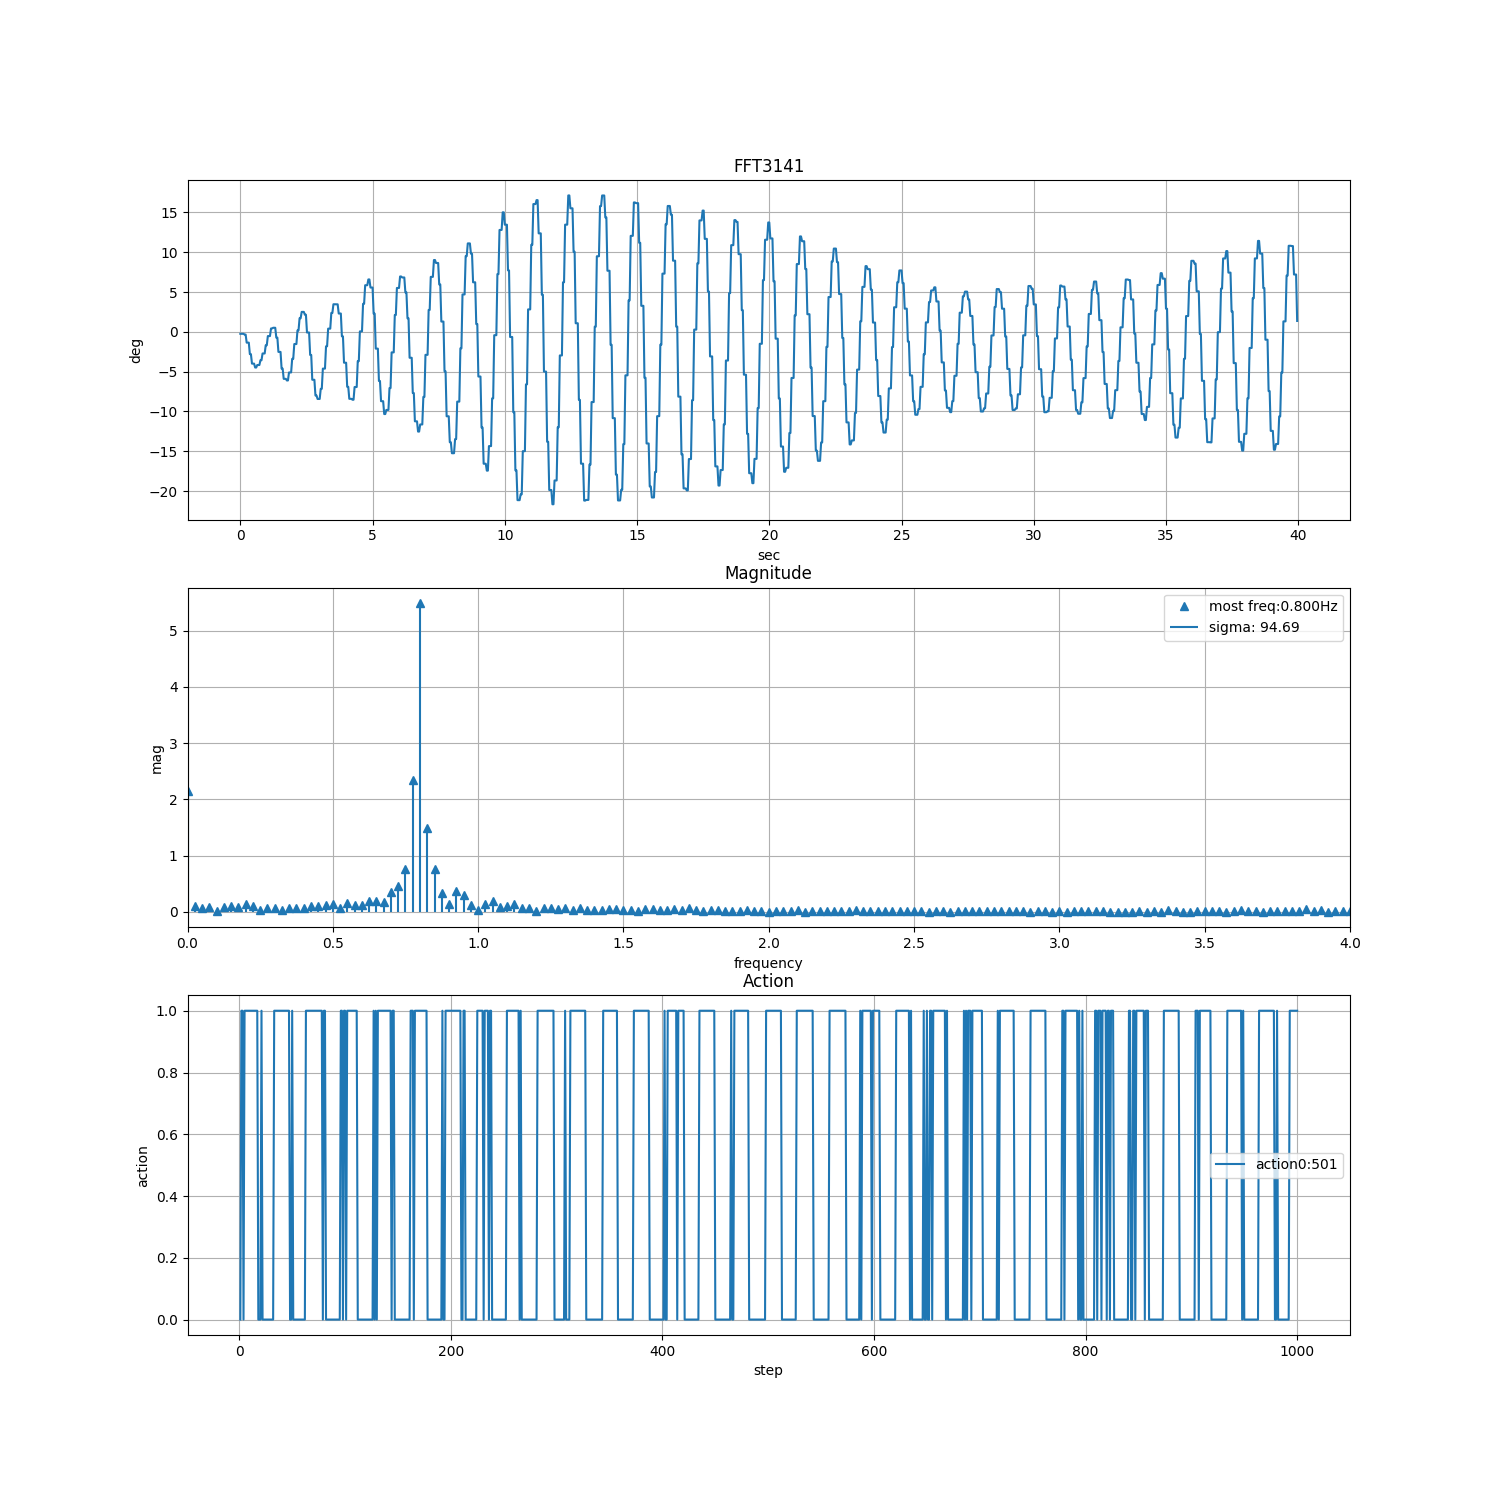 FFT3141
15
10
5
0
−5
−10
−15
−20
deg
0 5 10 15 20 25 30 35 40
sec
Magnitude
most freq:0.800Hz
sigma: 94.69
5
4
3
2
1
0
mag
0.0 0.5 1.0 1.5 2.0 2.5 3.0 3.5 4.0
frequency
Action
1.0
0.8
0.6
0.4
0.2
0.0
action
action0:501
0 200 400 600 800 1000
step